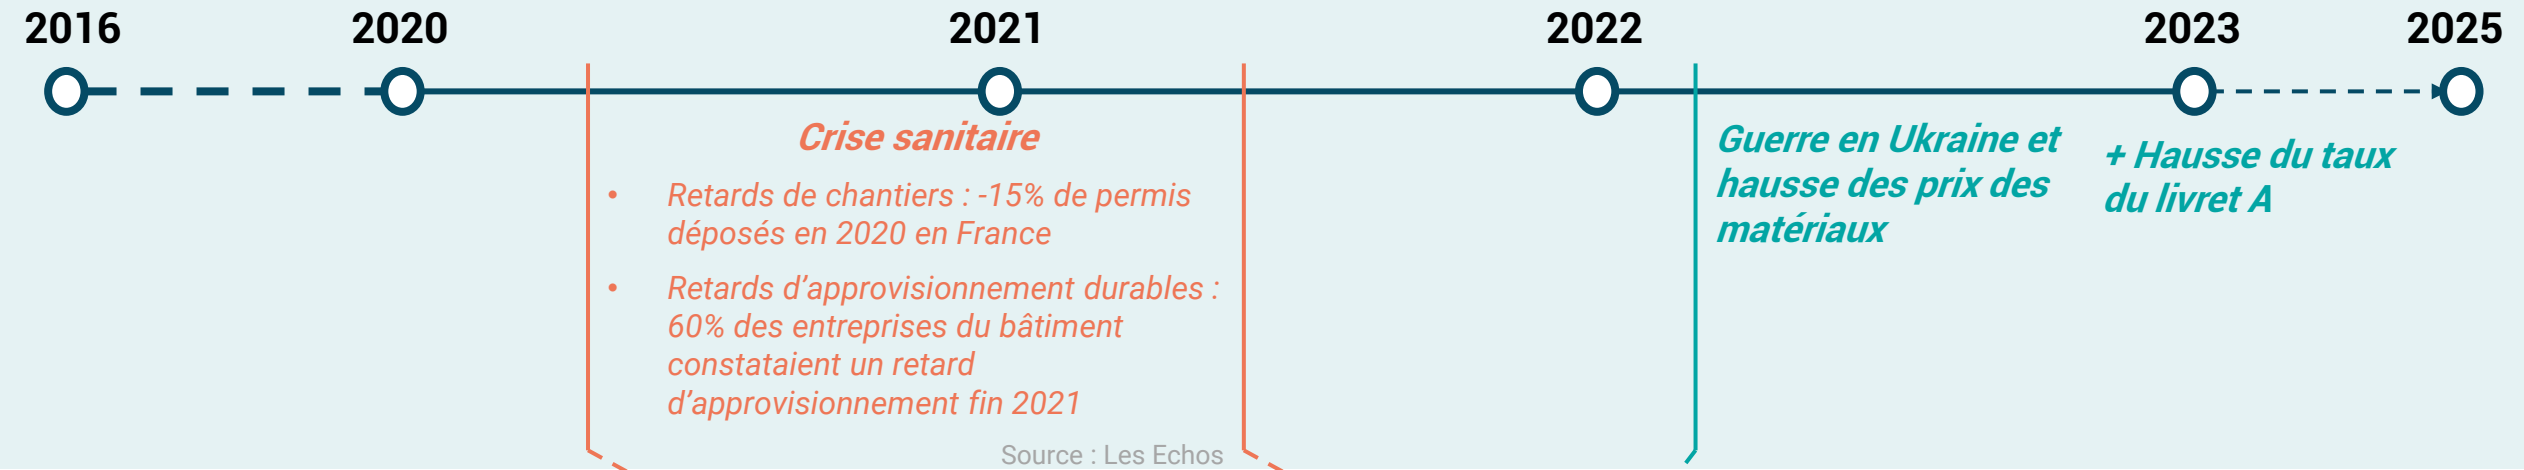 2016
2020
2021
2022
2023
2025
Crise sanitaire
• Retards de chantiers : -15% de permis
déposés en 2020 en France
• Retards d’approvisionnement durables :
60% des entreprises du bâtiment
constataient un retard
d’approvisionnement fin 2021
Source : Les Echos
Guerre en Ukraine et
hausse des prix des
matériaux
+ Hausse du taux
du livret A